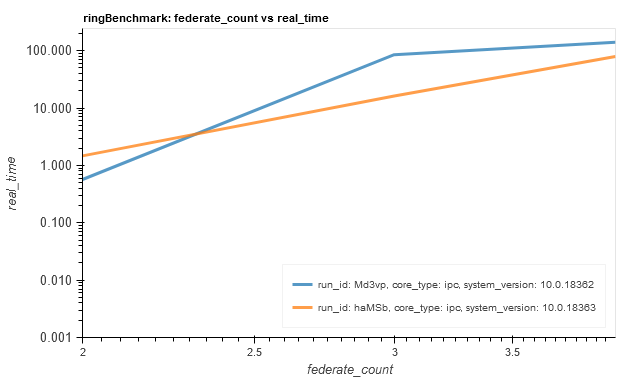 ringBenchmark: federate_count vs real_time
100.000
10.000
1.000
0.100
0.010
0.001
real_time
run_id: Md3vp, core_type: ipc, system_version: 10.0.18362
run_id: haMSb, core_type: ipc, system_version: 10.0.18363
2
2.5
3
3.5
federate_count